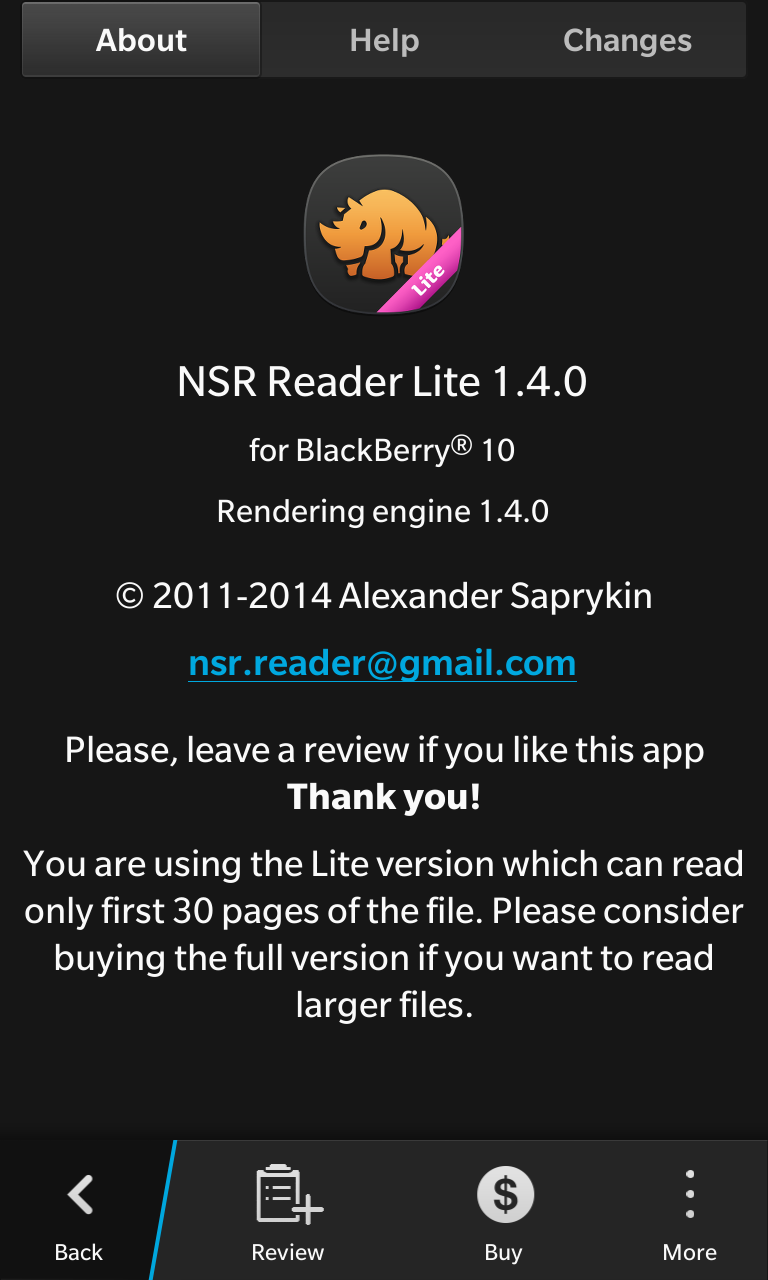 About Help Changes
Lite
NSR Reader Lite 1.4.0
for BlackBerry® 10
Rendering engine 1.4.0
© 2011-2014 Alexander Saprykin
nsr.reader@gmail.com
Please, leave a review if you like this app
Thank you!
You are using the Lite version which can read
only first 30 pages of the file. Please consider
buying the full version if you want to read
larger files.
$
Back Review Buy More